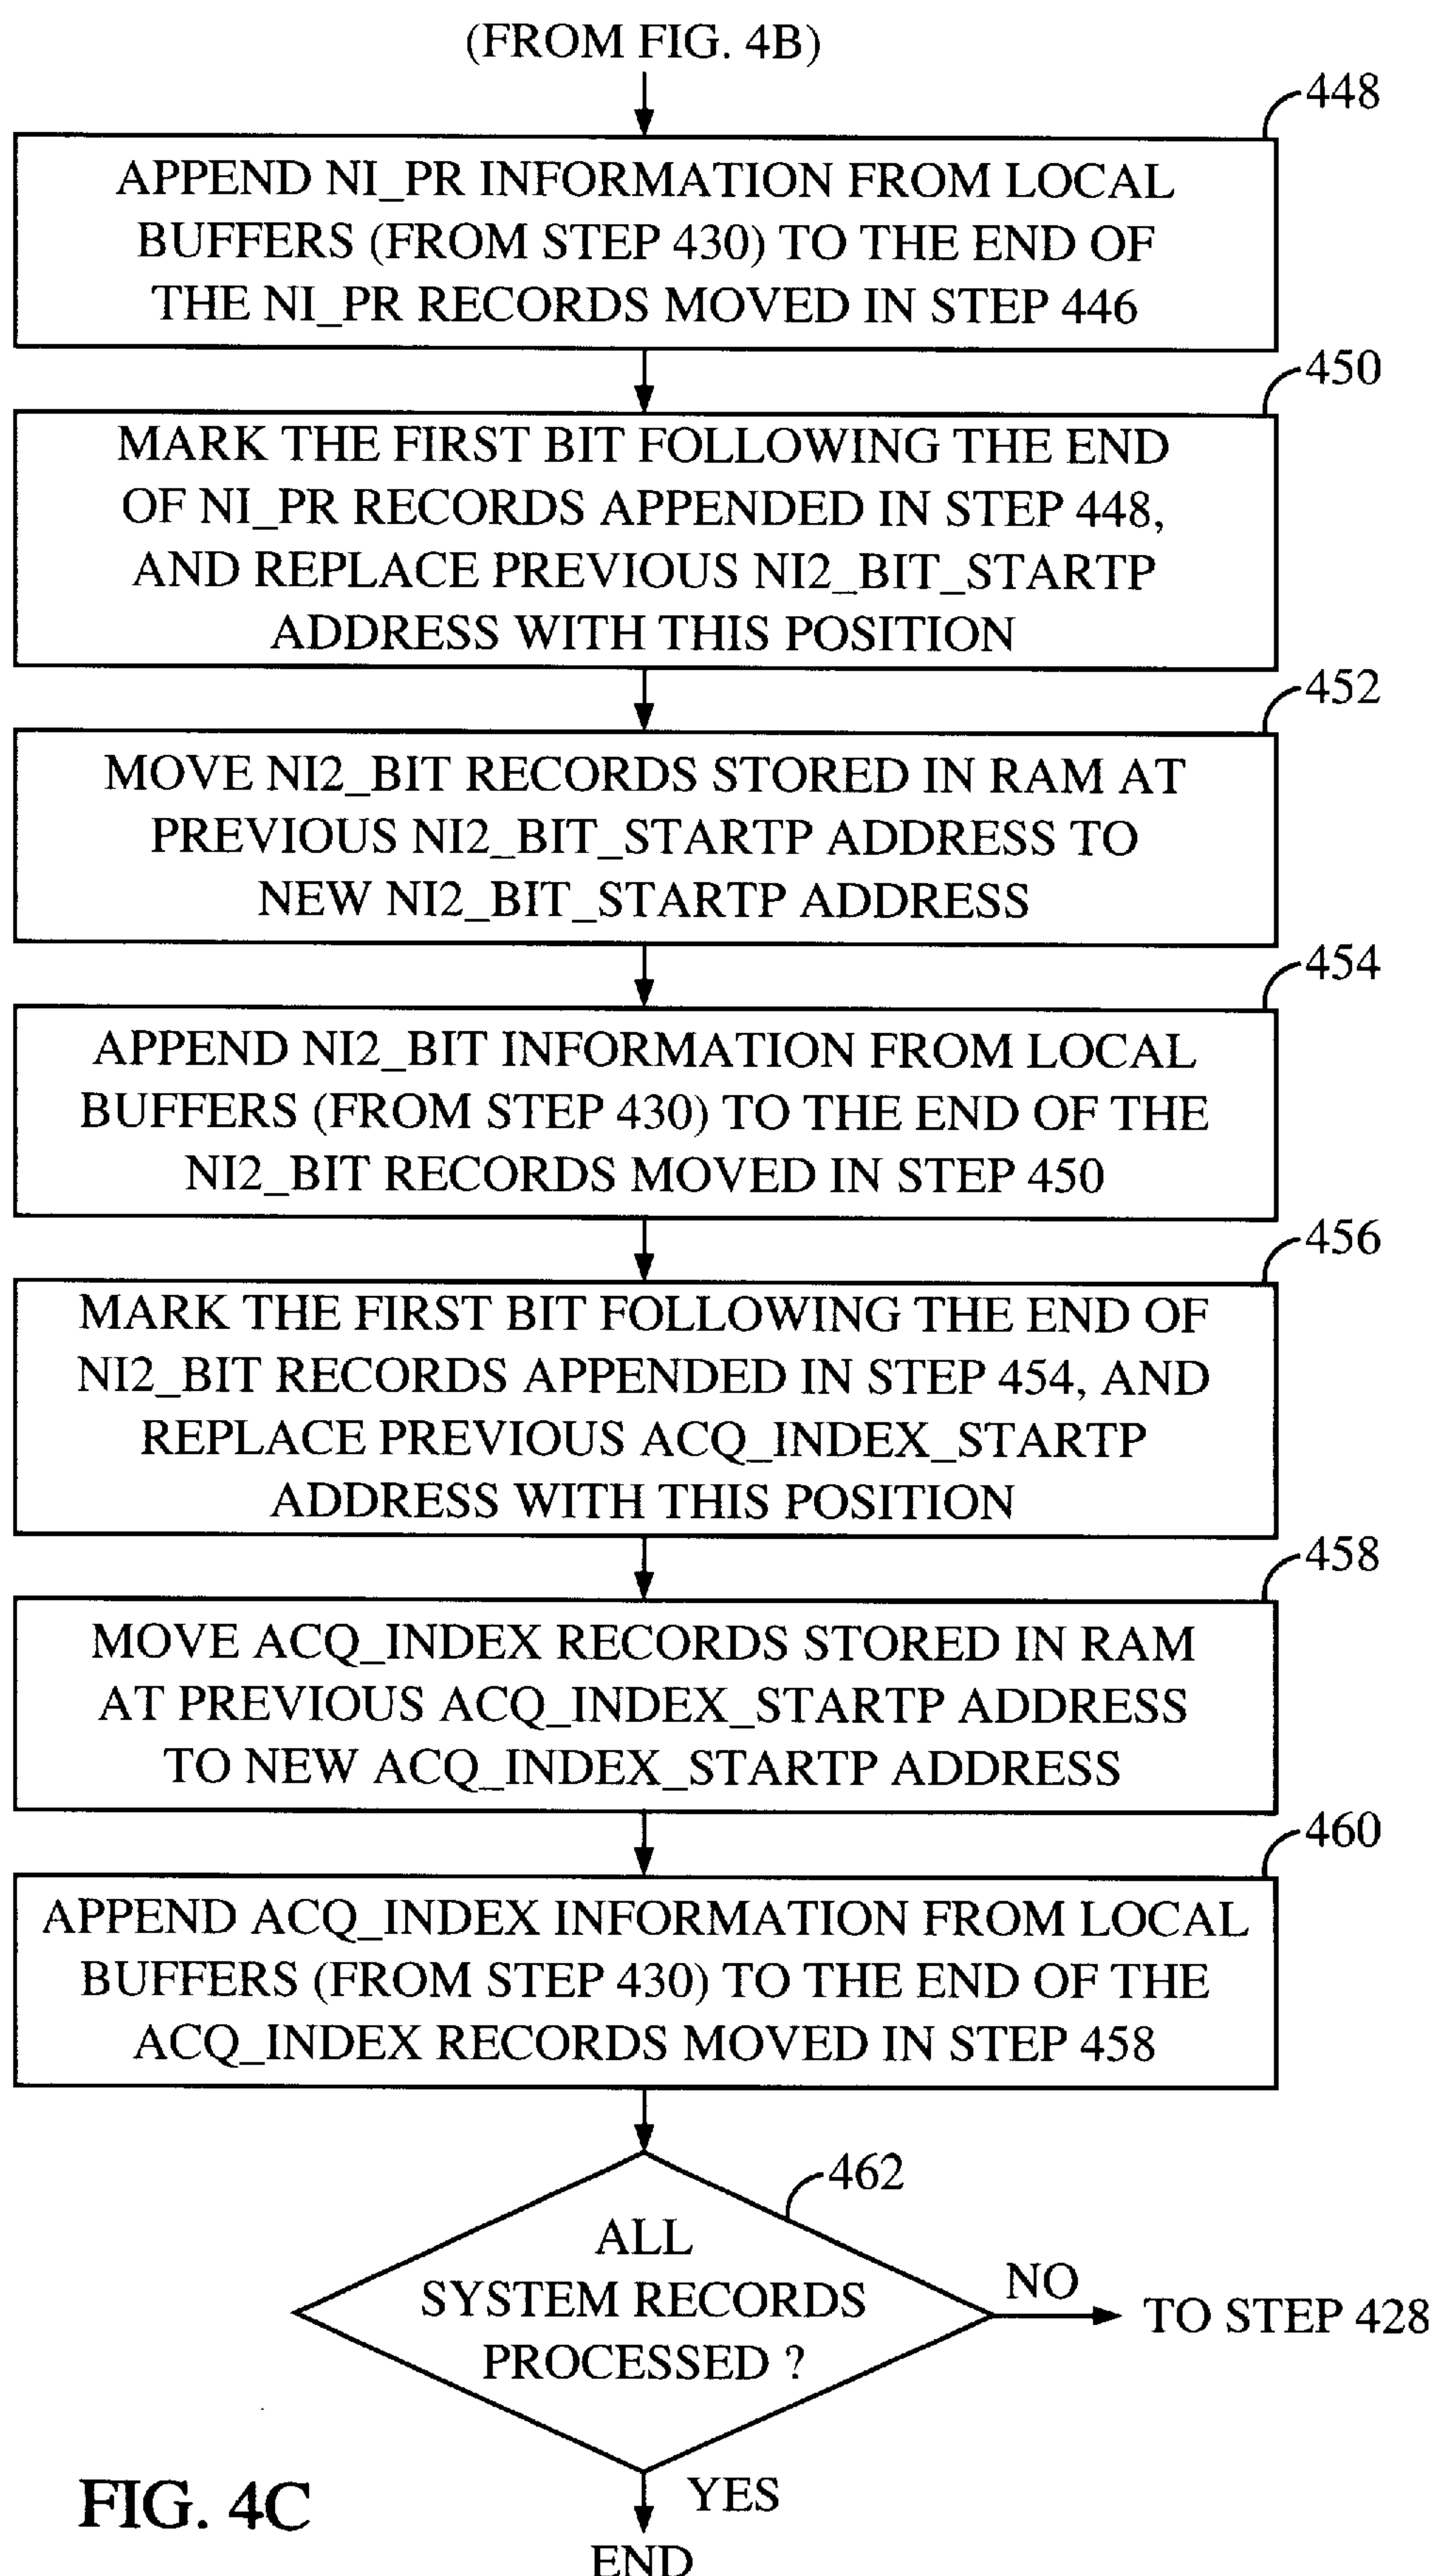 (FROM FIG. 4B)
448
APPEND NI_PR INFORMATION FROM LOCAL
BUFFERS (FROM STEP 430) TO THE END OF
THE NI_PR RECORDS MOVED IN STEP 446
450
MARK THE FIRST BIT FOLLOWING THE END
OF NI_PR RECORDS APPENDED IN STEP 448,
AND REPLACE PREVIOUS NI2_BIT_STARTP
ADDRESS WITH THIS POSITION
452
MOVE NI2_BIT RECORDS STORED IN RAM AT
PREVIOUS NI2_BIT_STARTP ADDRESS TO
NEW NI2_BIT_STARTP ADDRESS
454
APPEND NI2_BIT INFORMATION FROM LOCAL
BUFFERS (FROM STEP 430) TO THE END OF THE
NI2_BIT RECORDS MOVED IN STEP 450
456
MARK THE FIRST BIT FOLLOWING THE END OF
NI2_BIT RECORDS APPENDED IN STEP 454, AND
REPLACE PREVIOUS ACQ_INDEX_STARTP
ADDRESS WITH THIS POSITION
458
MOVE ACQ_INDEX RECORDS STORED IN RAM
AT PREVIOUS ACQ_INDEX_STARTP ADDRESS
TO NEW ACQ_INDEX_STARTP ADDRESS
460
APPEND ACQ_INDEX INFORMATION FROM LOCAL
BUFFERS (FROM STEP 430) TO THE END OF THE
ACQ_INDEX RECORDS MOVED IN STEP 458
462
ALL
SYSTEM RECORDS
PROCESSED ?
NO
TO STEP 428
YES
END
FIG. 4C